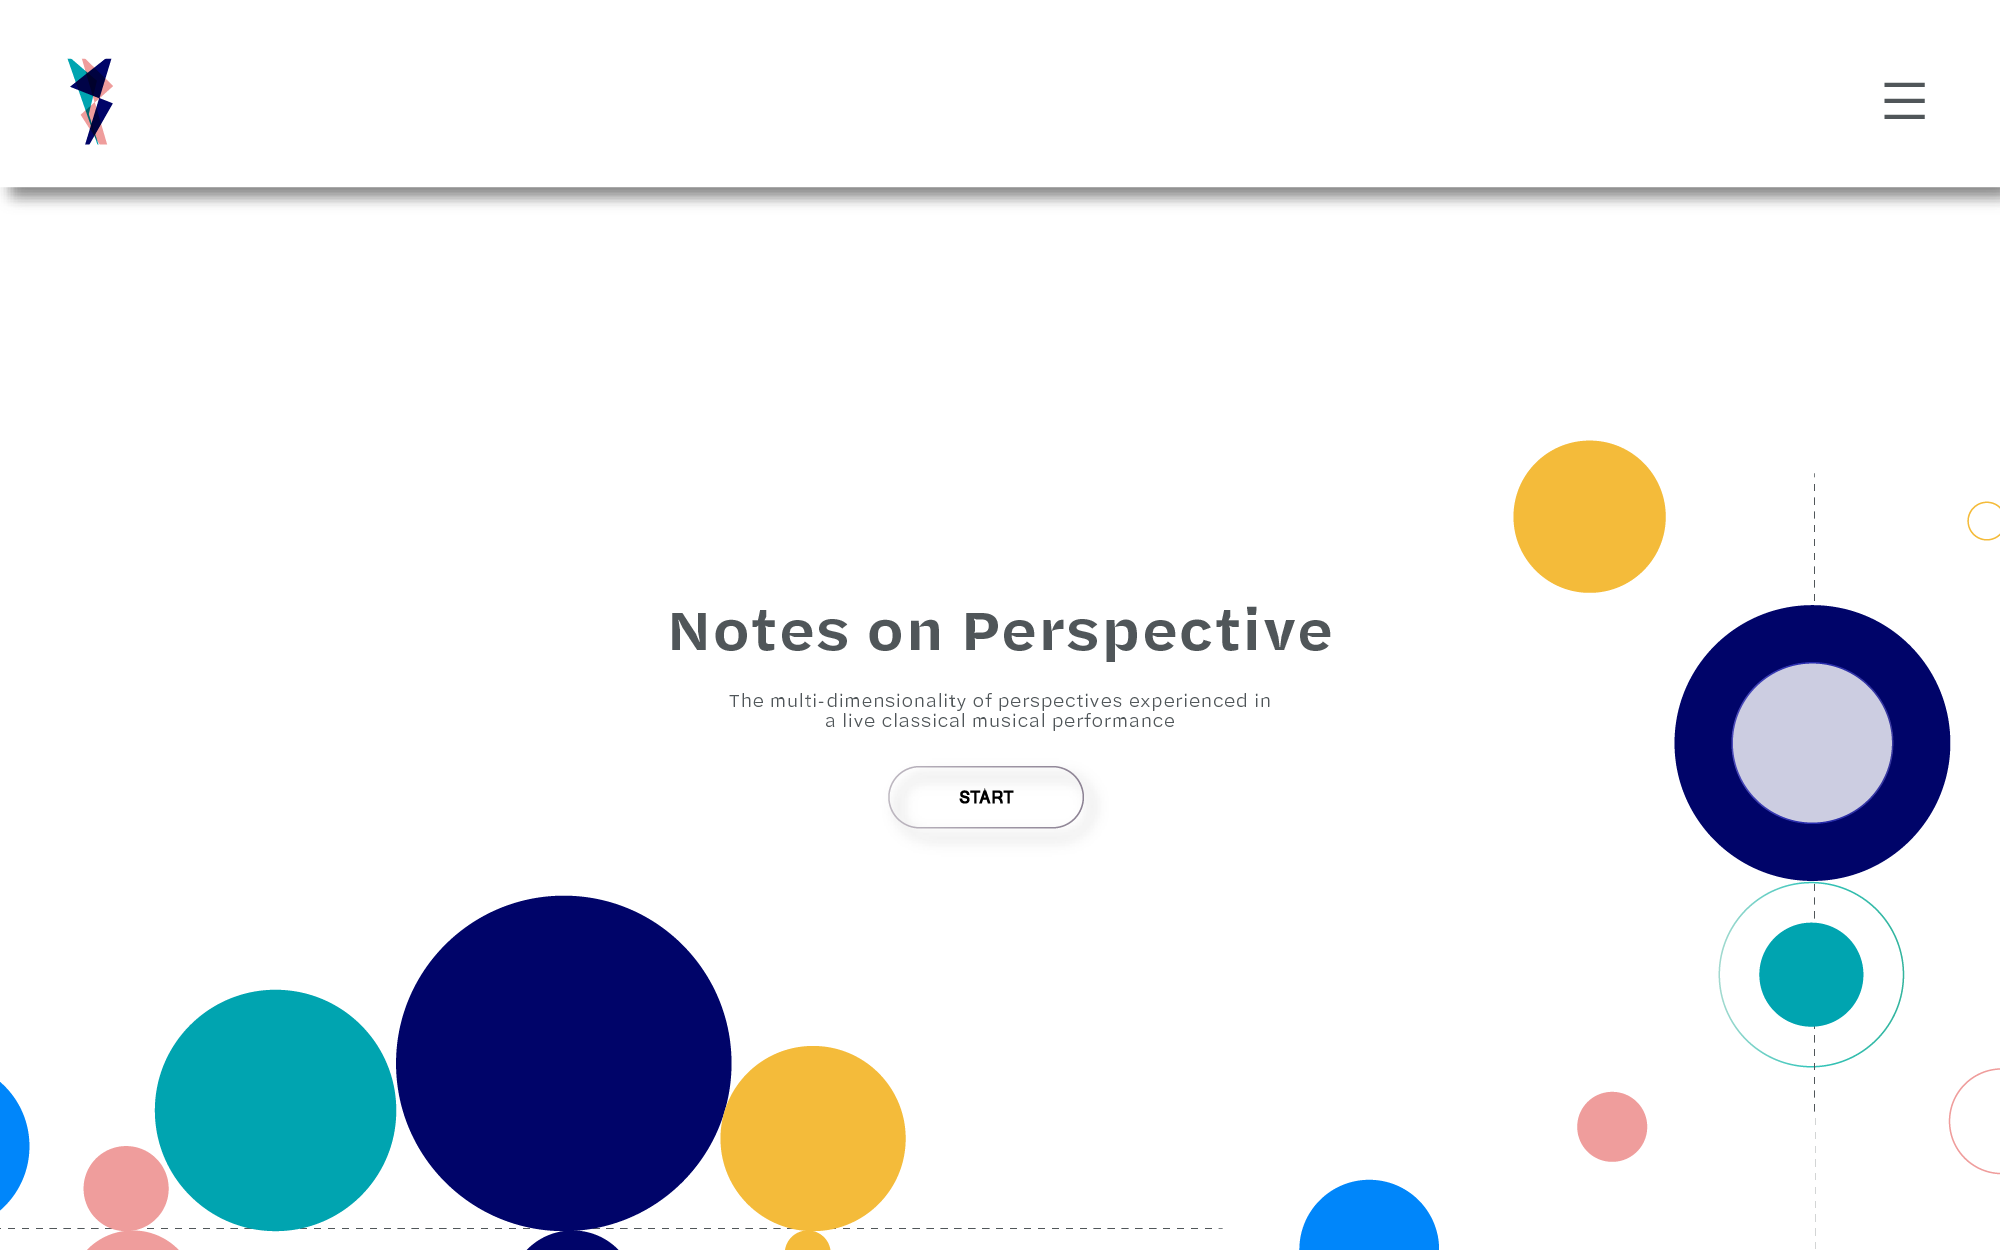 Notes on Perspective
The multi-dimensionality of perspectives experienced in
a live classical musical performance
START